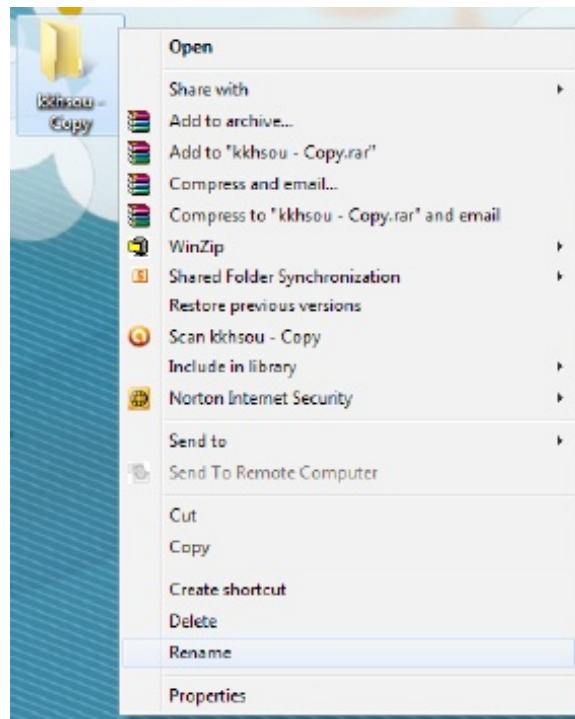 kkhsou -
Copy
Open
Share with
Add to archive...
Add to "kkhsou - Copy.rar"
Compress and email...
Compress to "kkhsou - Copy.rar" and email
WinZip
Shared Folder Synchronization
Restore previous versions
Scan kkhsou - Copy
Include in library
Norton Internet Security
Send to
Send To Remote Computer
Cut
Copy
Create shortcut
Delete
Rename
Properties